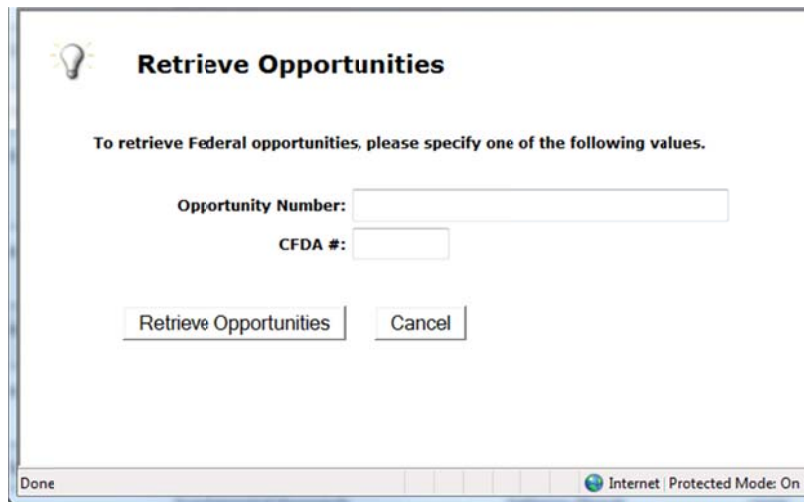 Retrieve Opportunities
To retrieve Federal opportunities, please specify one of the following values.
Opportunity Number:
CFDA #:
Retrieve Opportunities Cancel
Done Internet | Protected Mode: On